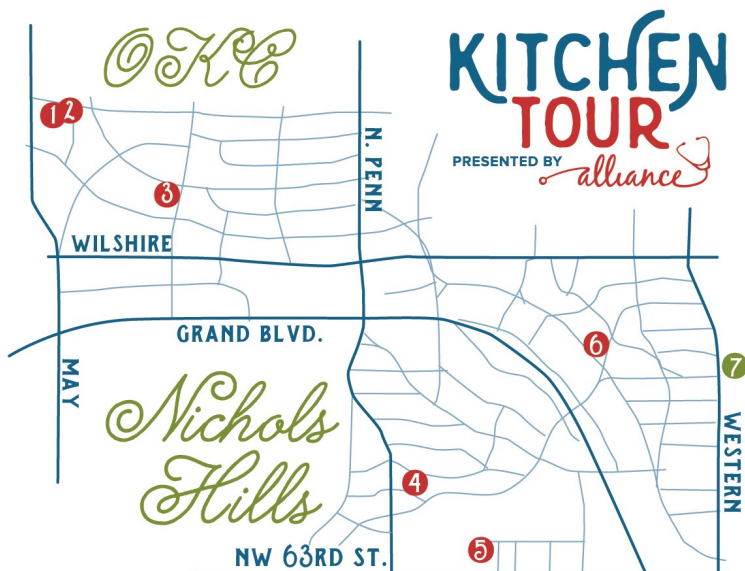 OKC
KITCHEN
TOUR
PRESENTED BY
alliance
1
2
3
N. PENN
WILSHIRE
GRAND BLVD.
6
7
MAY
Nichols
Hills
WESTERN
4
5
NW 63RD ST.